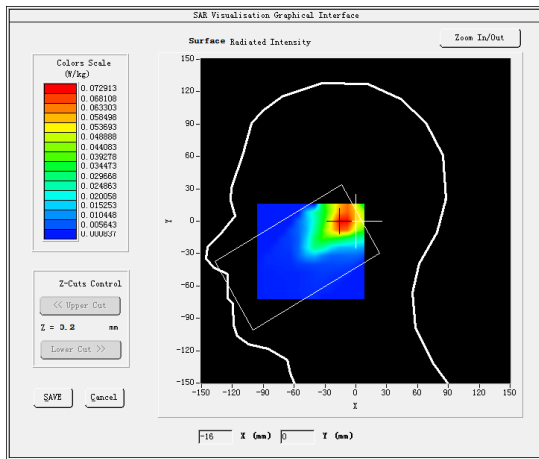 SAR Visualisation Graphical Interface
Surface Radiated Intensity
Zoom In/Out
Colors Scale
(W/kg)
0.072913
0.068108
0.063303
0.058498
0.053693
0.048888
0.044083
0.039278
0.034473
0.029668
0.024863
0.020058
0.015253
0.010448
0.005643
0.000837
Z-Cuts Control
<< Upper Cut
Z = 3.2 mm
Lower Cut >>
SAVE Cancel
150
120
90
60
30
0
-30
-60
-90
-120
-150
Y
-150 -120 -90 -60 -30 0 30 60 90 120 150
X
-16 X (mm) 0 Y (mm)